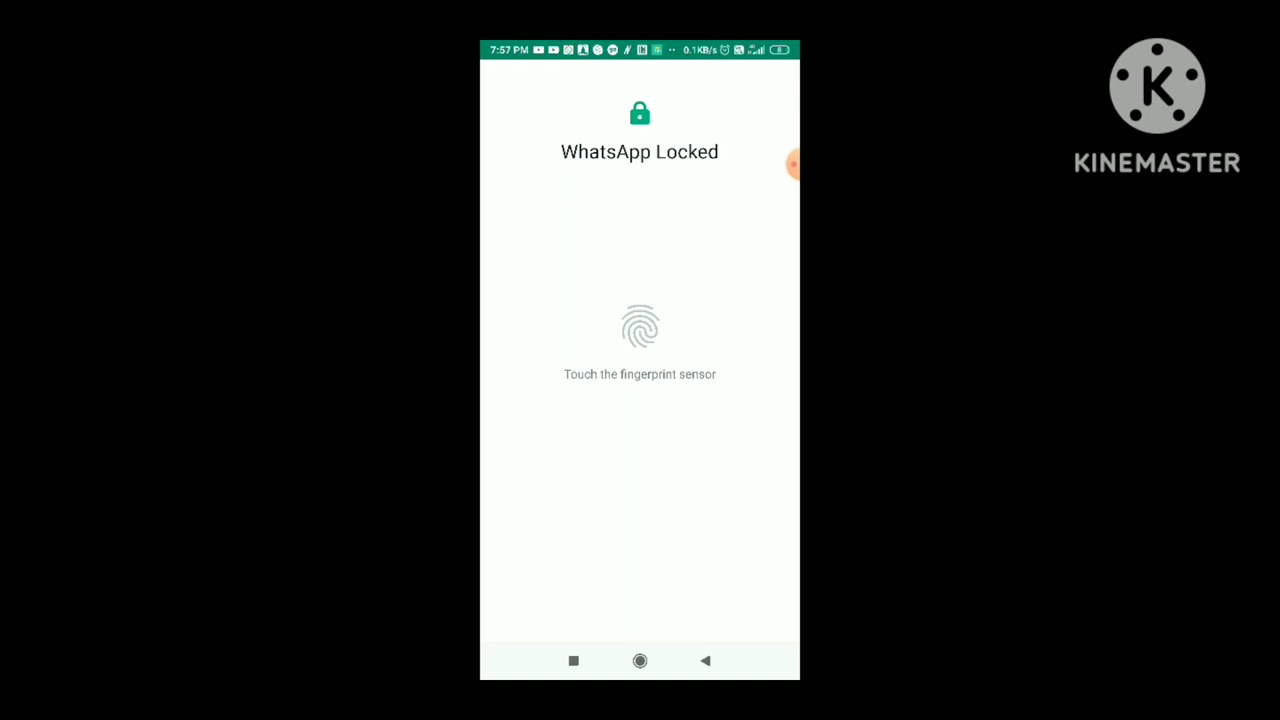 7:57 PM
0.1KB/s
WhatsApp Locked
Touch the fingerprint sensor
K
KINEMASTER